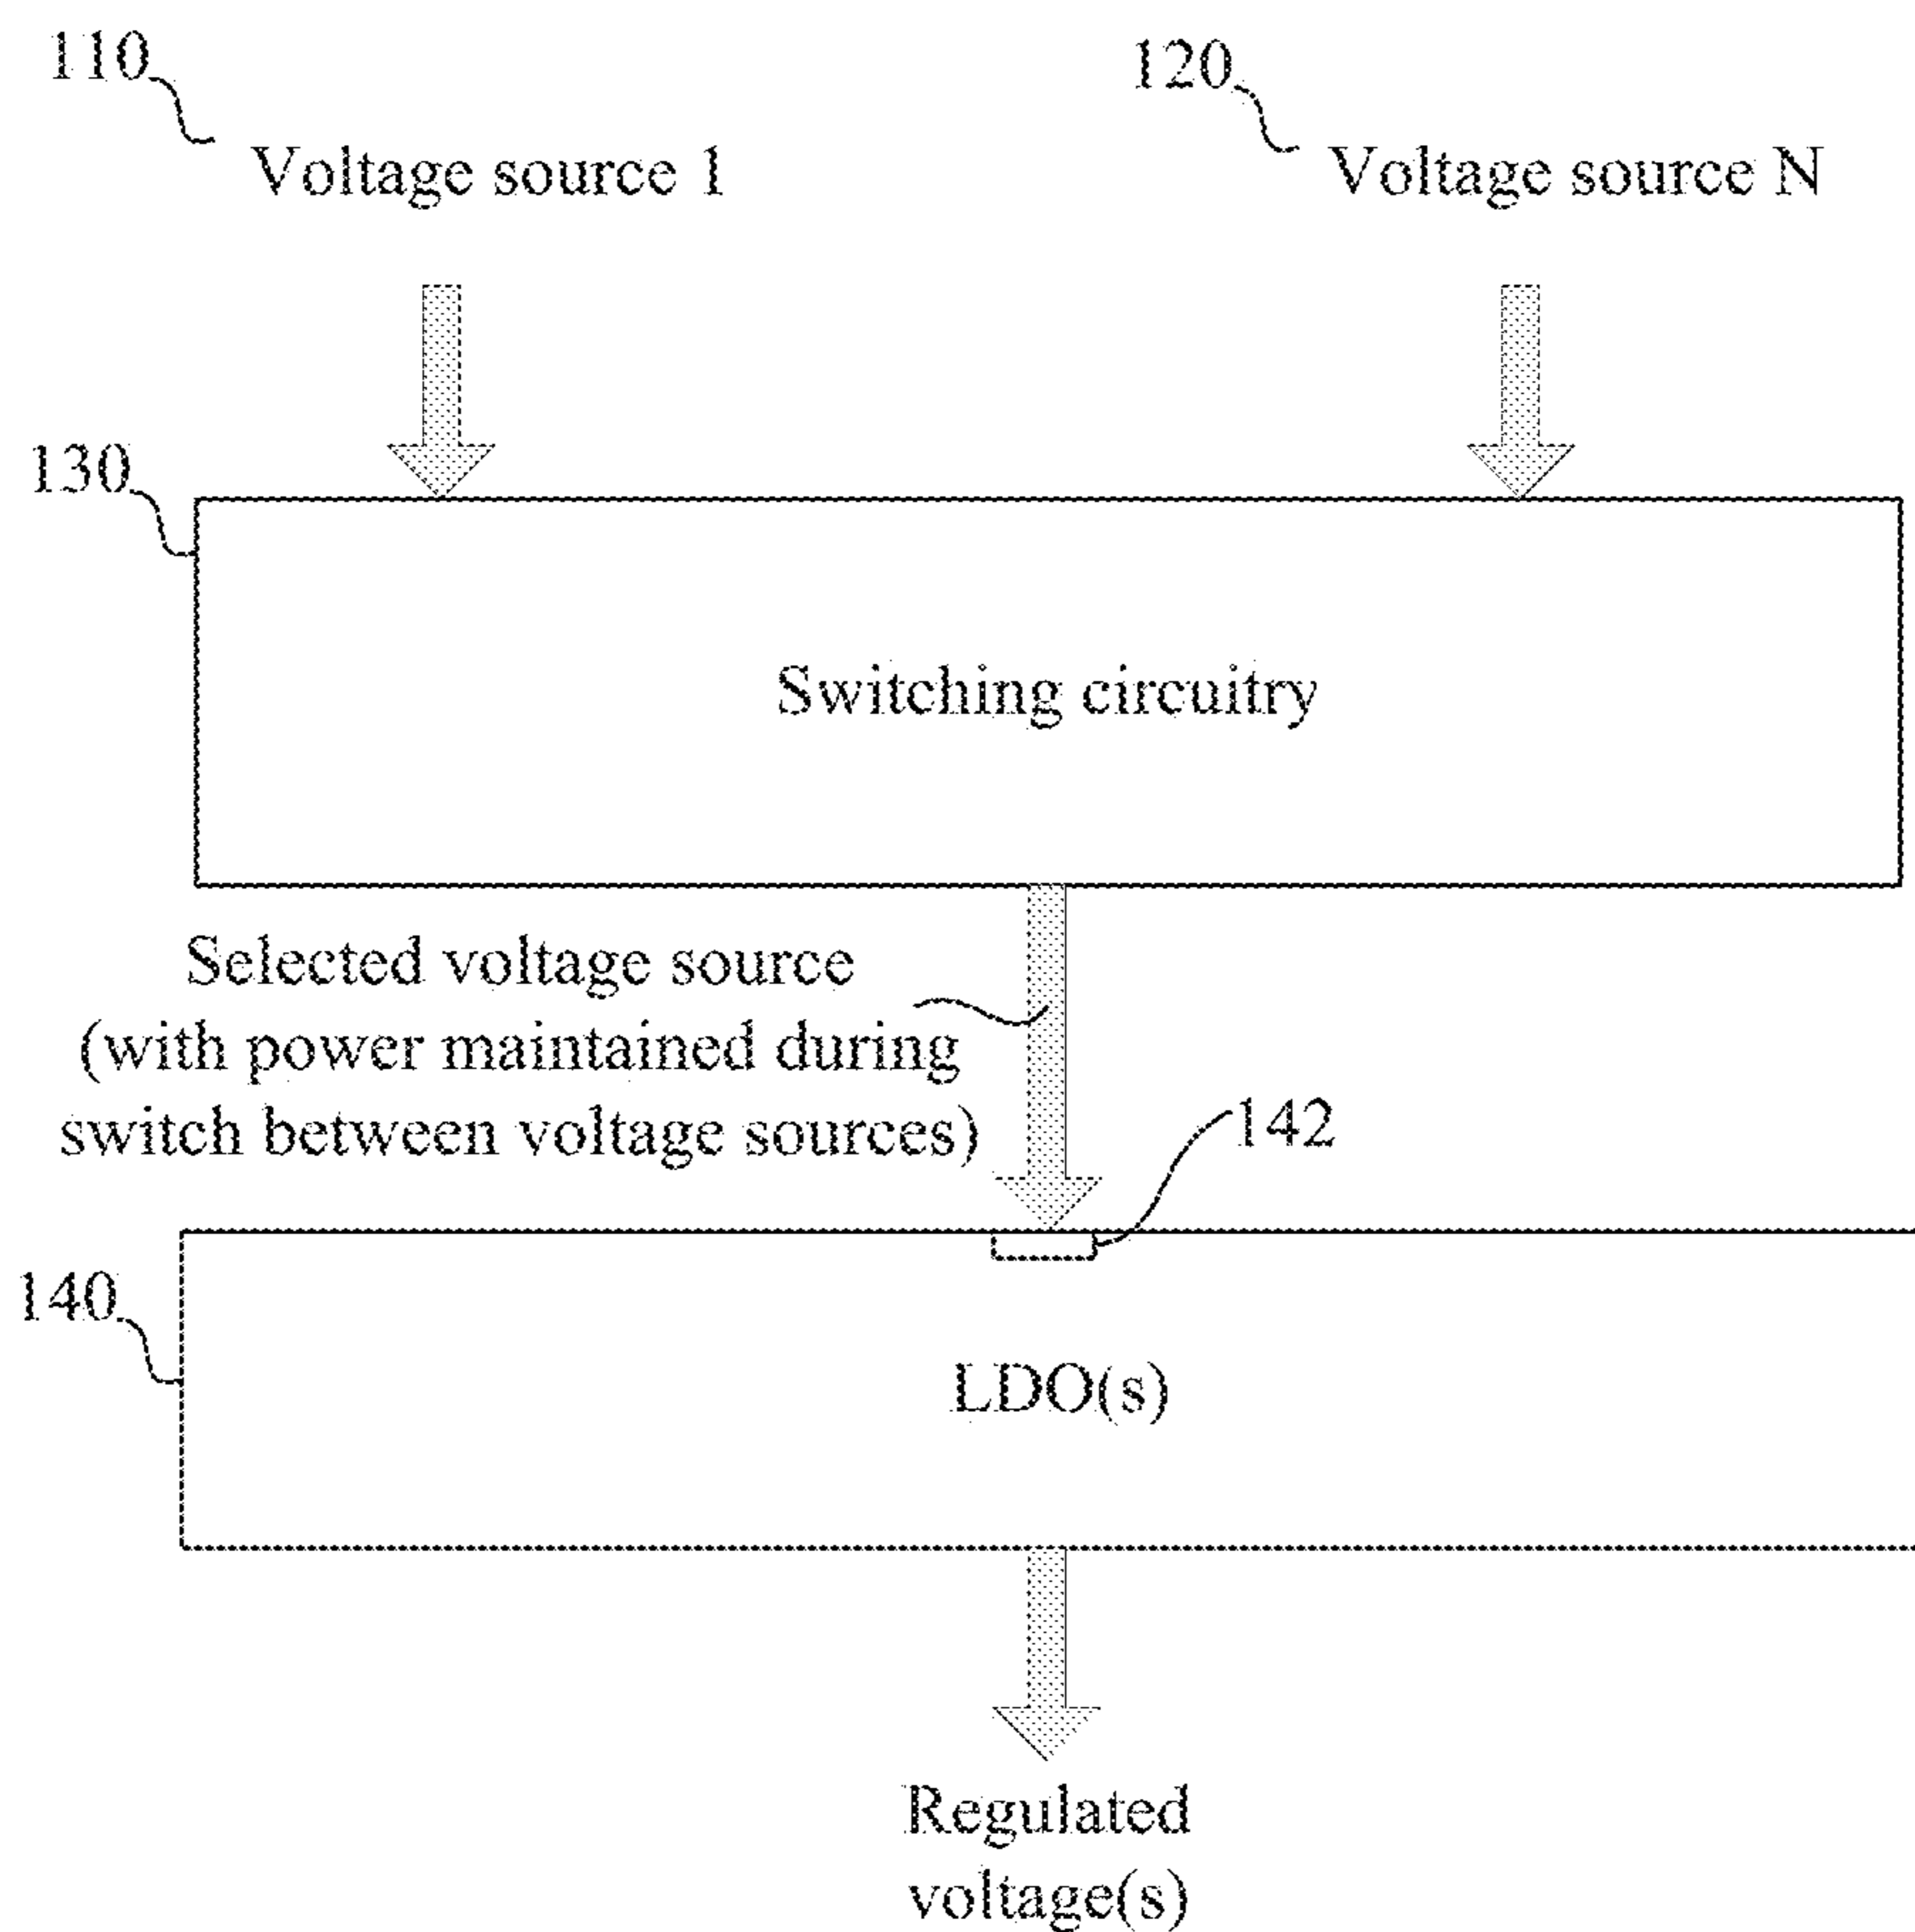 110
120
Voltage source 1
Voltage source N
130
Switching circuitry
Selected voltage source
(with power maintained during
switch between voltage sources)
142
140
LDO(s)
Regulated
voltage(s)